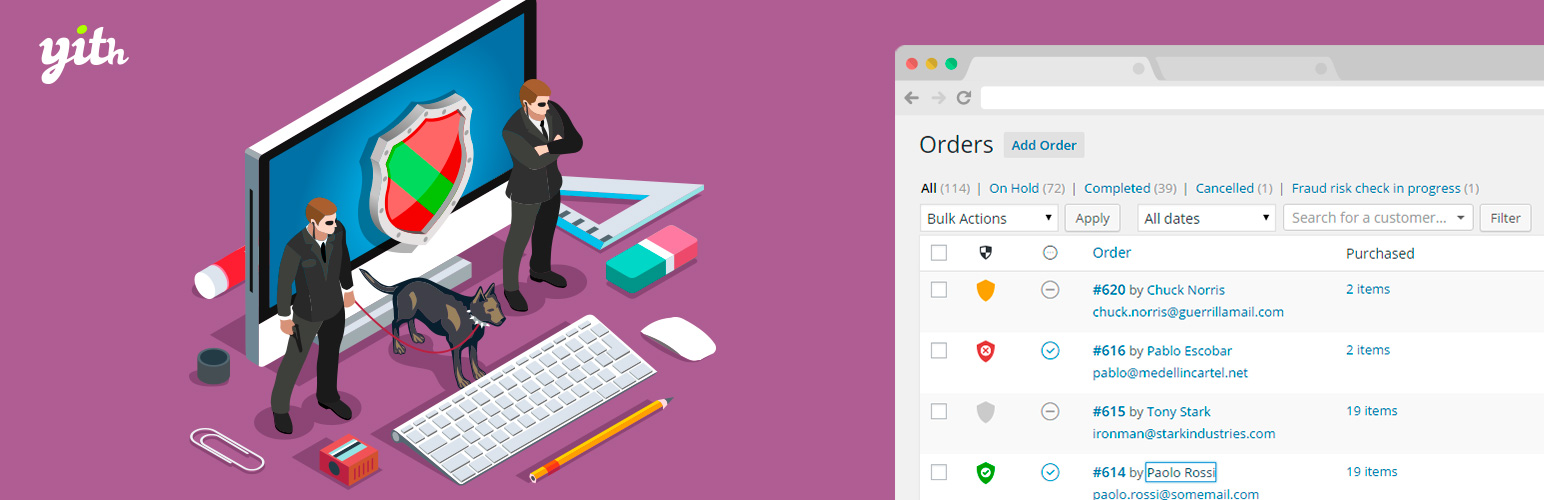 yith
Orders Add Order
All (114) | On Hold (72) | Completed (39) | Cancelled (1) | Fraud risk check in progress (1)
Bulk Actions Apply All dates Search for a customer... Filter
Order Purchased
#620 by Chuck Norris 2 items
chuck.norris@guerrillamail.com
#616 by Pablo Escobar 2 items
pablo@medellincartel.net
#615 by Tony Stark 19 items
ironman@starkindustries.com
#614 by Paolo Rossi 19 items
paolo.rossi@somemail.com